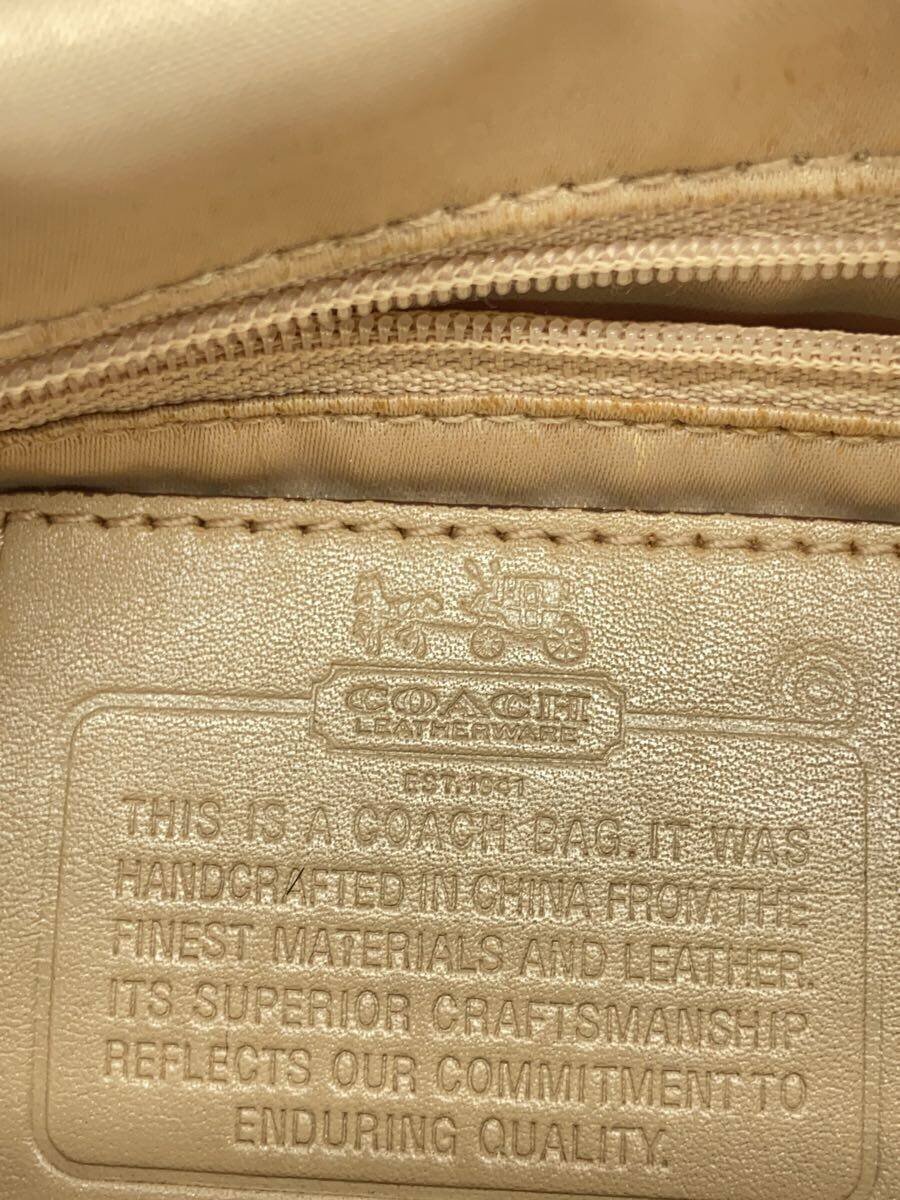 COACH
LEATHERWARE
EST. 1941
THIS IS A COACH BAG. IT WAS
HANDCRAFTED IN CHINA FROM THE
FINEST MATERIALS AND LEATHER.
ITS SUPERIOR CRAFTSMANSHIP
REFLECTS OUR COMMITMENT TO
ENDURING QUALITY.